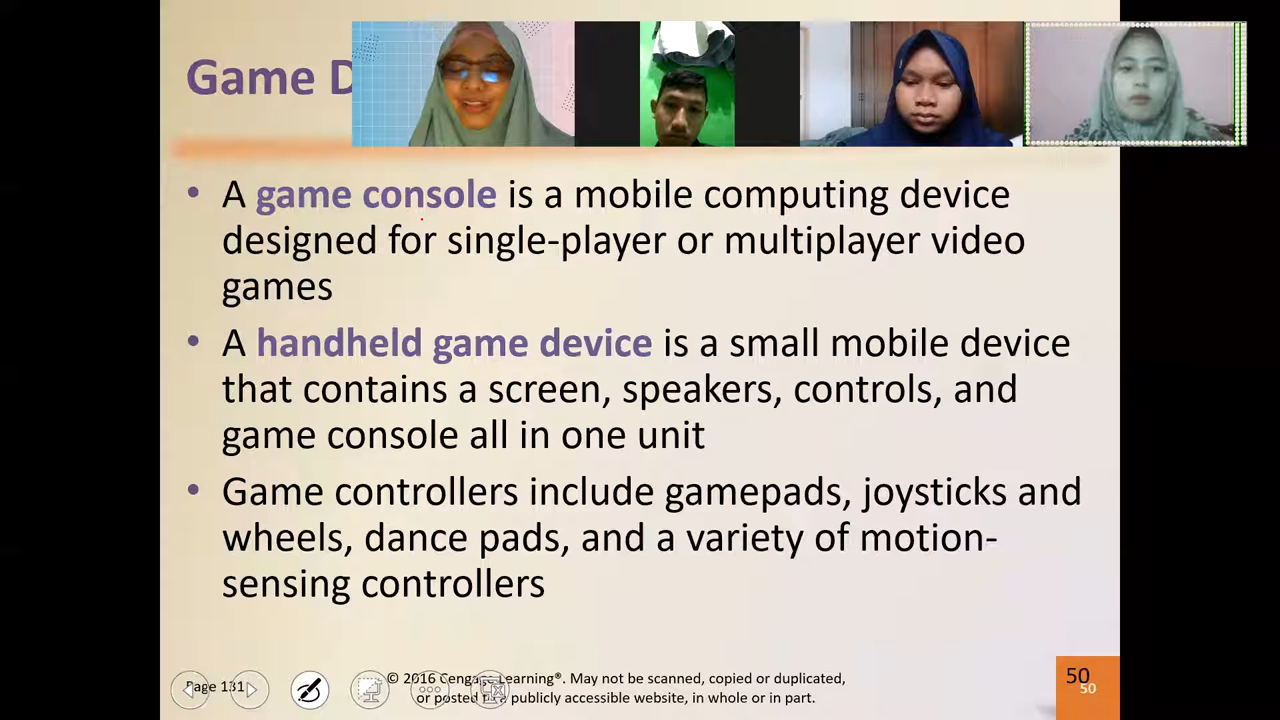 Game D
• A game console is a mobile computing device
designed for single-player or multiplayer video
games
• A handheld game device is a small mobile device
that contains a screen, speakers, controls, and
game console all in one unit
• Game controllers include gamepads, joysticks and
wheels, dance pads, and a variety of motion-
sensing controllers
Page 131
© 2016 Cengage Learning®. May not be scanned, copied or duplicated,
or posted to a publicly accessible website, in whole or in part.
50
50